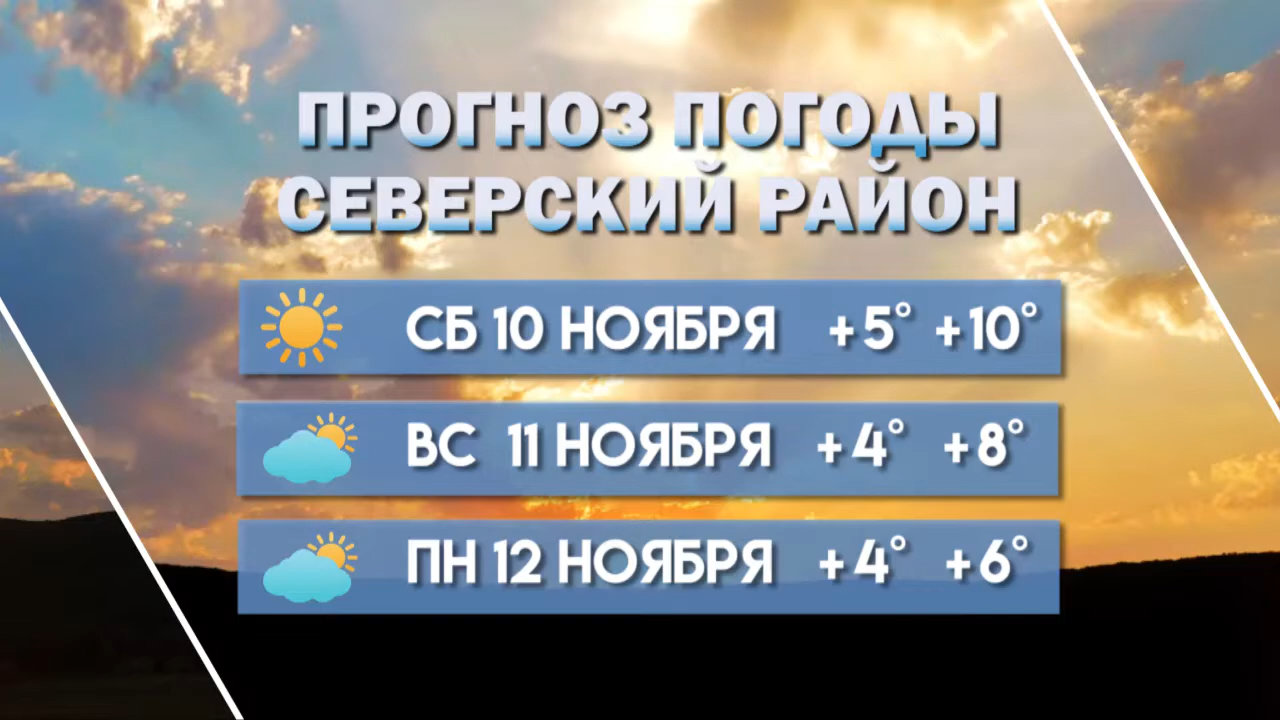 ПРОГНОЗ ПОГОДЫ
СЕВЕРСКИЙ РАЙОН
СБ 10 НОЯБРЯ +5° +10°
ВС 11 НОЯБРЯ +4° +8°
ПН 12 НОЯБРЯ +4° +6°